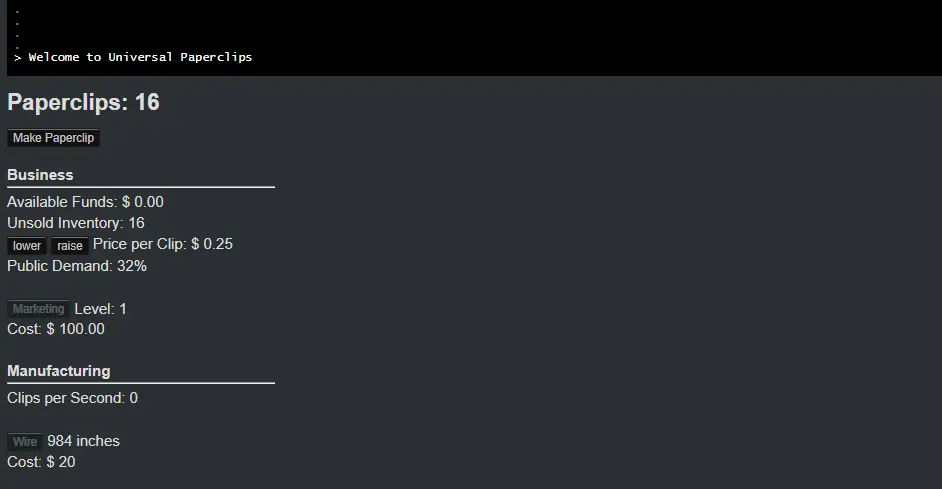 .
.
.
.
> Welcome to Universal Paperclips
Paperclips: 16
Make Paperclip
Business
Available Funds: $ 0.00
Unsold Inventory: 16
lower raise Price per Clip: $ 0.25
Public Demand: 32%
Marketing Level: 1
Cost: $ 100.00
Manufacturing
Clips per Second: 0
Wire 984 inches
Cost: $ 20